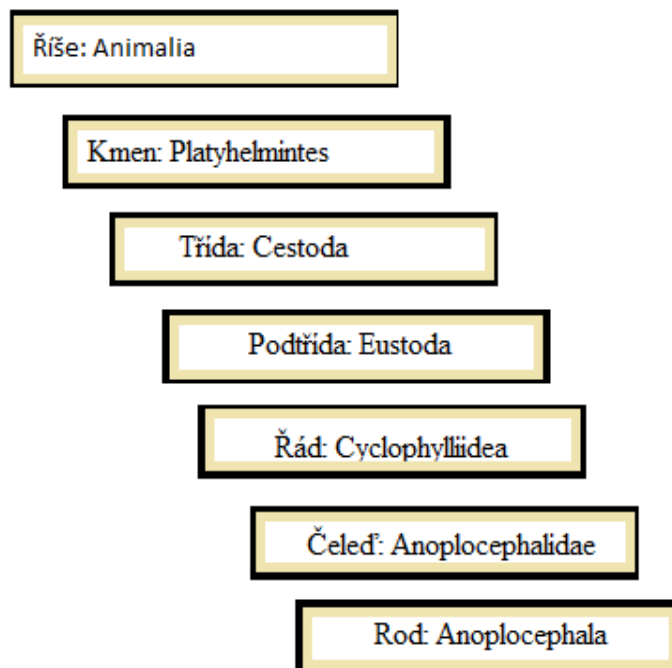 Říše: Animalia
Kmen: Platyhelmintes
Třída: Cestoda
Podtřída: Eustoda
Řád: Cyclophylliidea
Čeleď: Anoplocephalidae
Rod: Anoplocephala